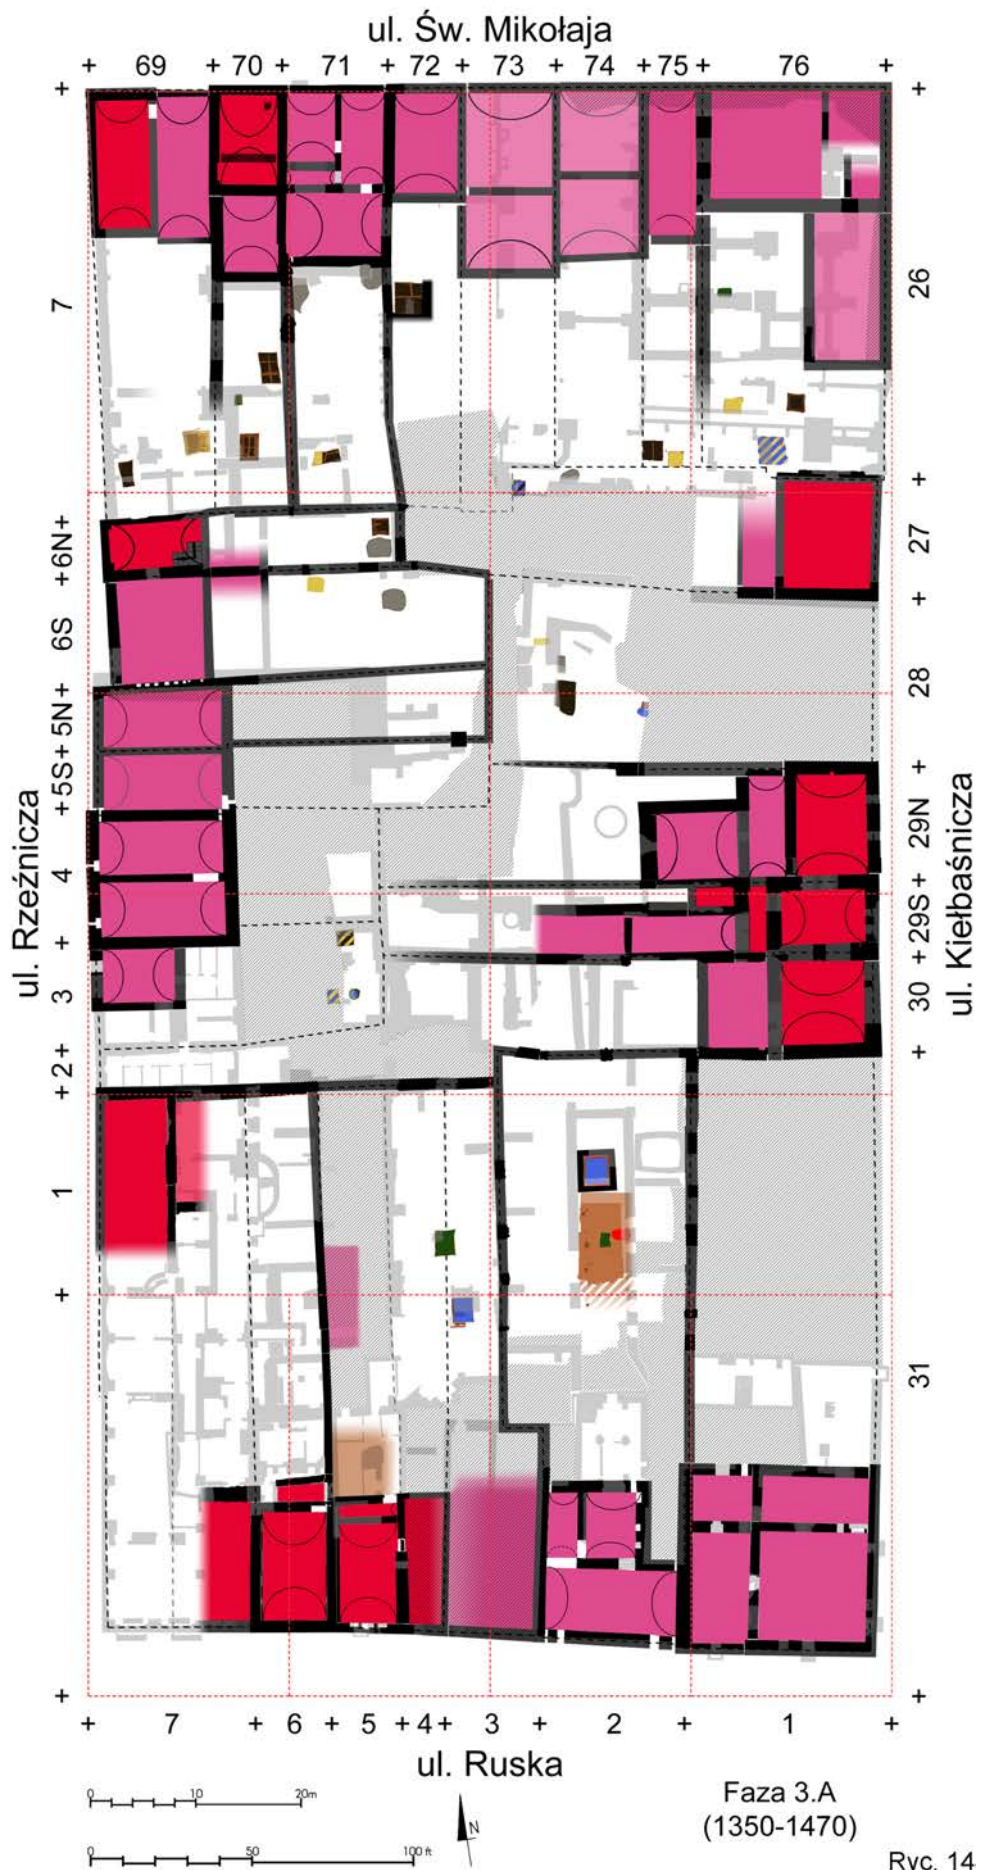 ul. Św. Mikołaja
+ 69 + 70 + 71 + 72 + 73 + 74 + 75 + 76 +
+ +
7 26
+
+6N+ 27
+
6S
28
+5S+5N+
+
29N
ul. Rzeźnicza ul. Kiełbaśnicza
4
29S+
+
3 30 +
2+ +
+
1
+
31
+ +
+ 7 + 6 + 5 +4+ 3 + 2 + 1 +
ul. Ruska
0 10 20m
Faza 3.A
(1350-1470)
N
0 50 100 ft
Ryc. 14